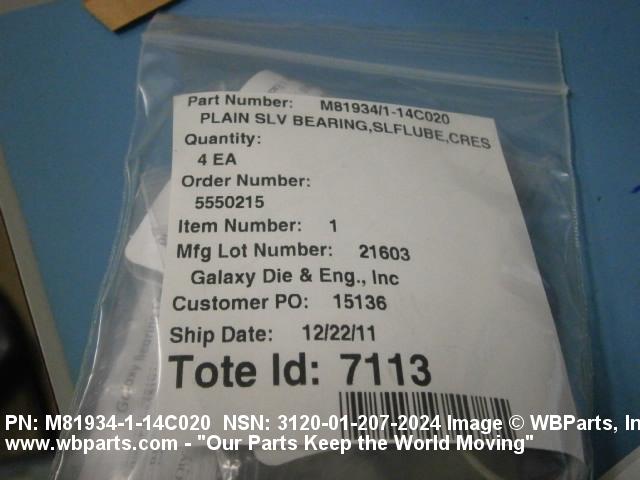 Part Number: M81934/1-14C020
PLAIN SLV BEARING,SLFLUBE,CRES
Quantity:
4 EA
Order Number:
5550215
Item Number: 1
Mfg Lot Number: 21603
Galaxy Die & Eng., Inc
Customer PO: 15136
Ship Date: 12/22/11
Tote Id: 7113
PN: M81934-1-14C020 NSN: 3120-01-207-2024 Image © WBParts, In
www.wbparts.com - "Our Parts Keep the World Moving"